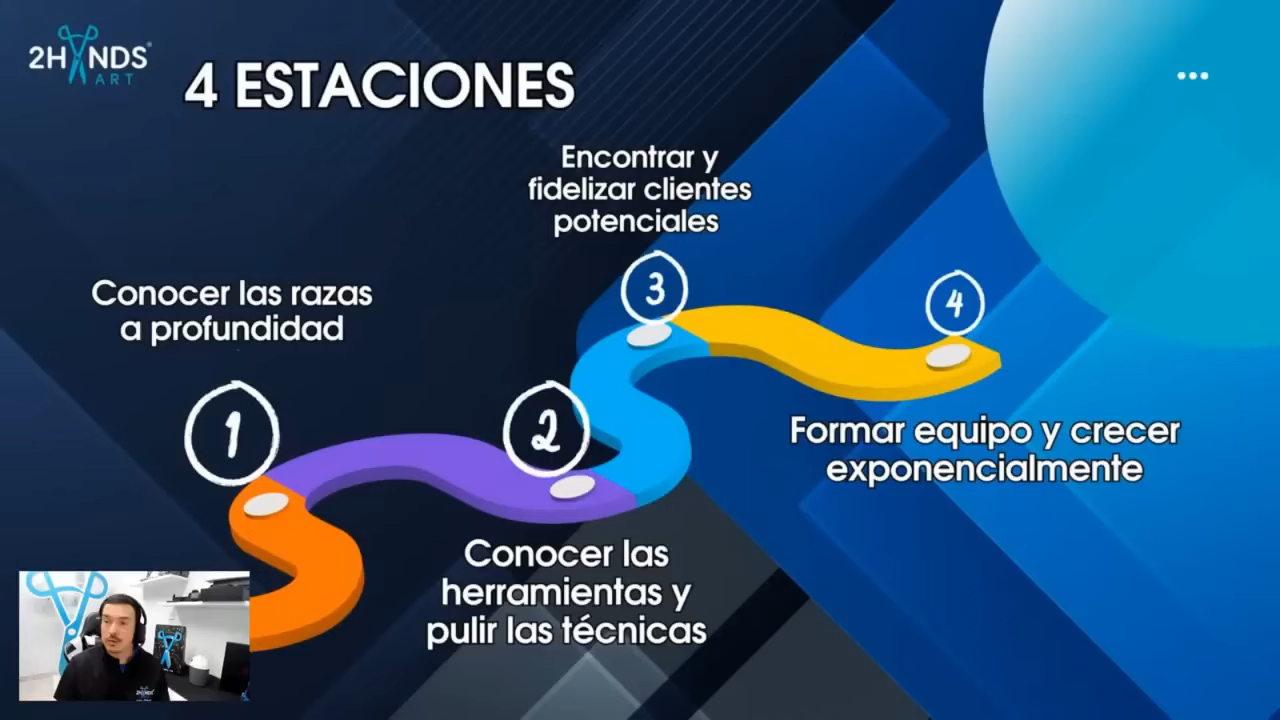 2HANDS
ART
4 ESTACIONES
Encontrar y
fidelizar clientes
potenciales
3
4
Conocer las razas
a profundidad
1
2
Formar equipo y crecer
exponencialmente
Conocer las
herramientas y
pulir las técnicas